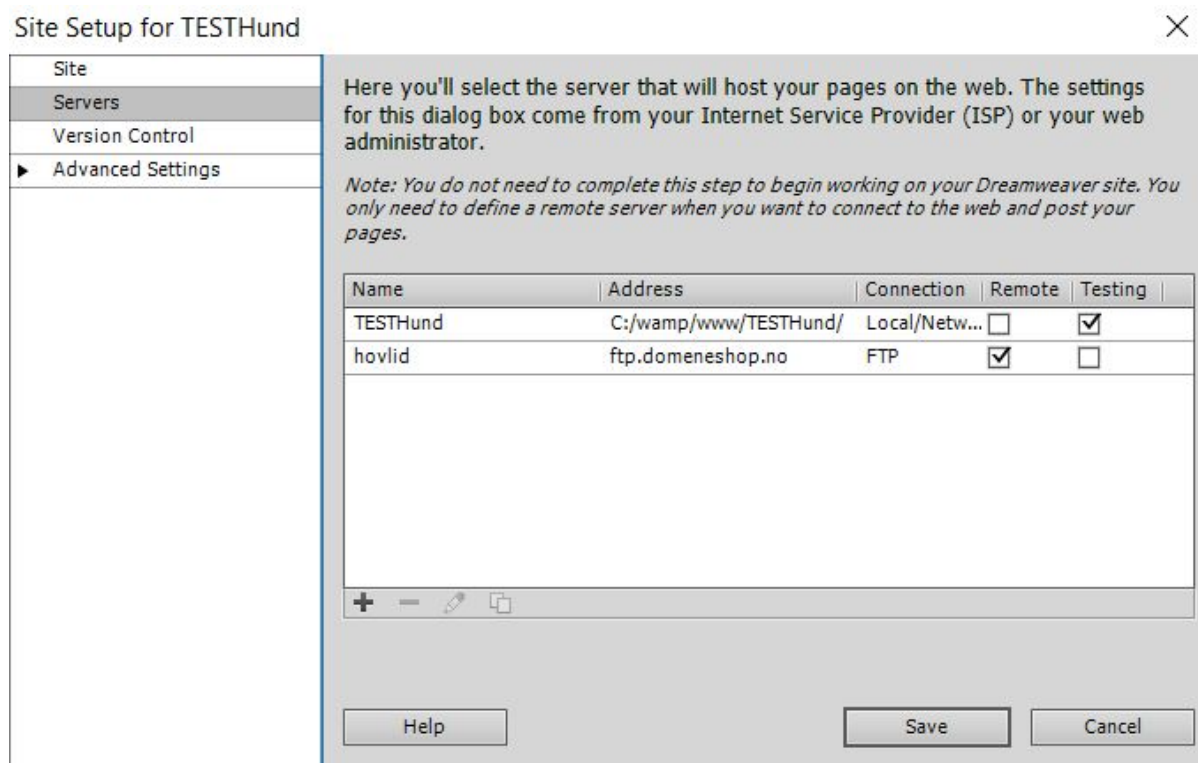 Site Setup for TESTHund
Site
Servers
Version Control
Advanced Settings
Here you'll select the server that will host your pages on the web. The settings
for this dialog box come from your Internet Service Provider (ISP) or your web
administrator.
Note: You do not need to complete this step to begin working on your Dreamweaver site. You
only need to define a remote server when you want to connect to the web and post your
pages.
Name Address Connection Remote Testing
TESTHund C:/wamp/www/TESTHund/ Local/Netw...
hovlid ftp.domeneshop.no FTP
Help Save Cancel